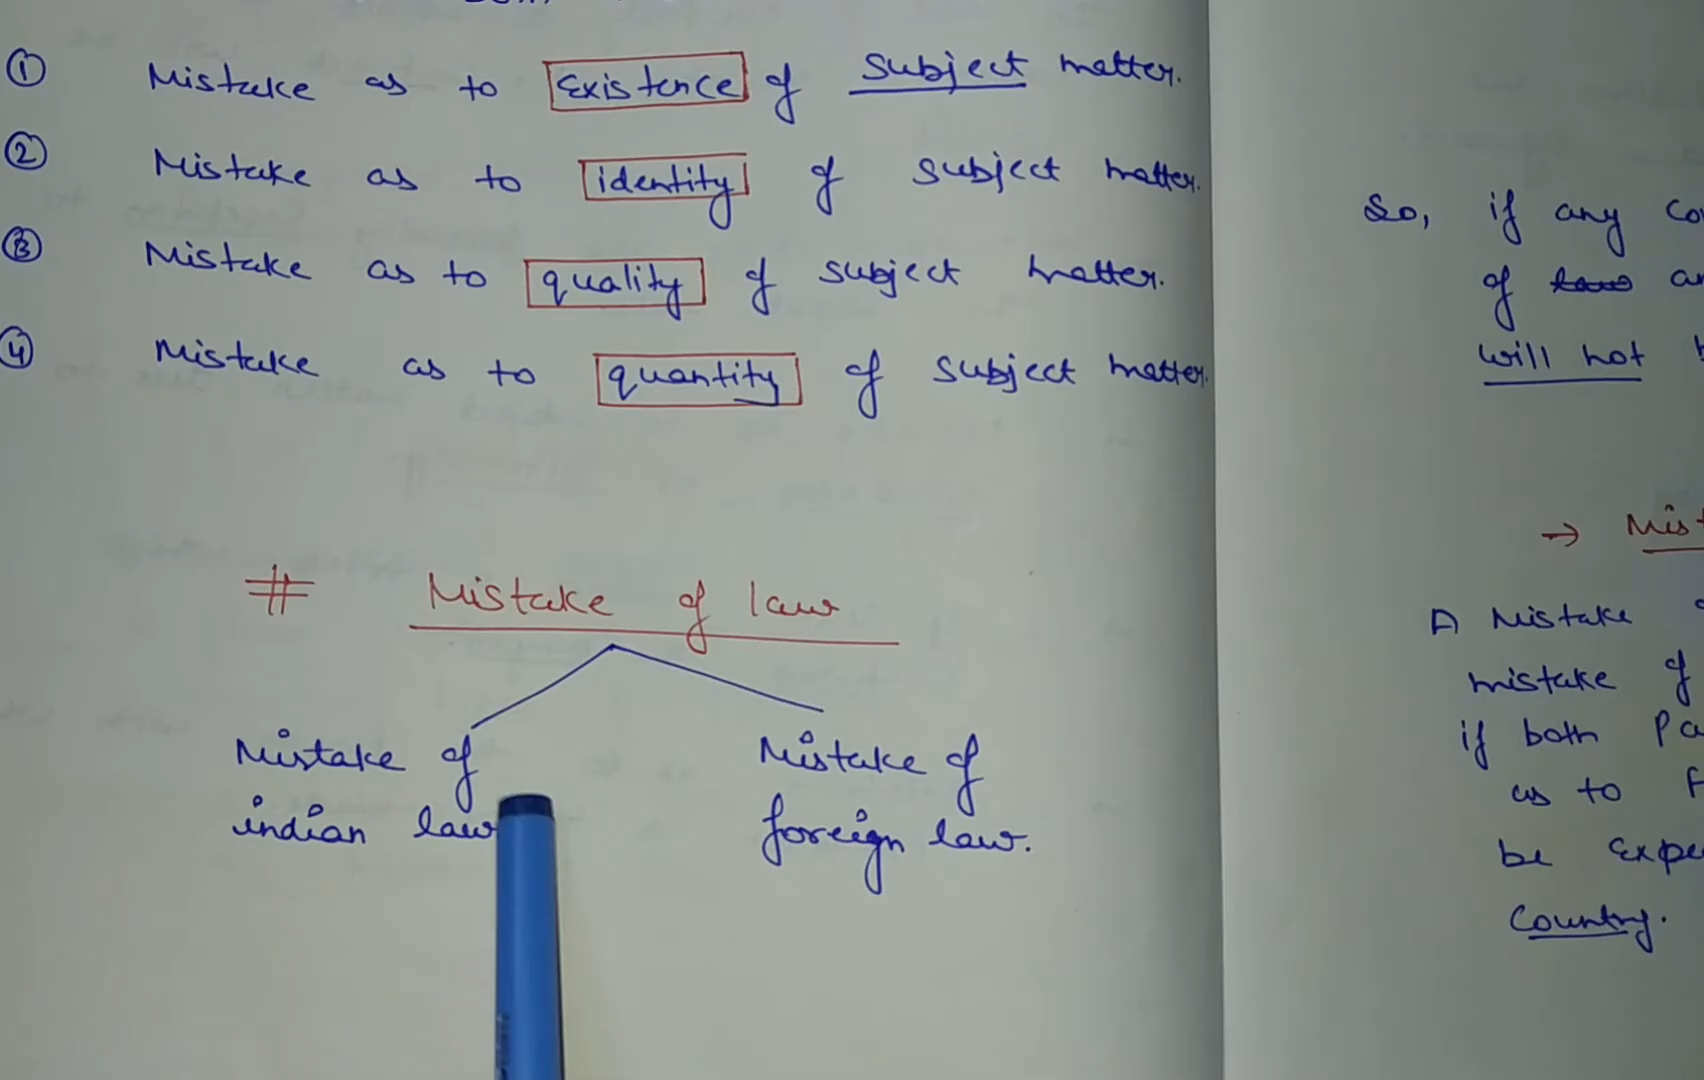 ① Mistake as to Existence of subject matter.
② Mistake as to identity of subject matter.
③ Mistake as to quality of subject matter.
④ Mistake as to quantity of subject matter.
# Mistake of law
Mistake of
indian law
Mistake of
foreign law.
So, if any
of law
will not
→
A Mistake
mistake of
if both
as to
be
Country.